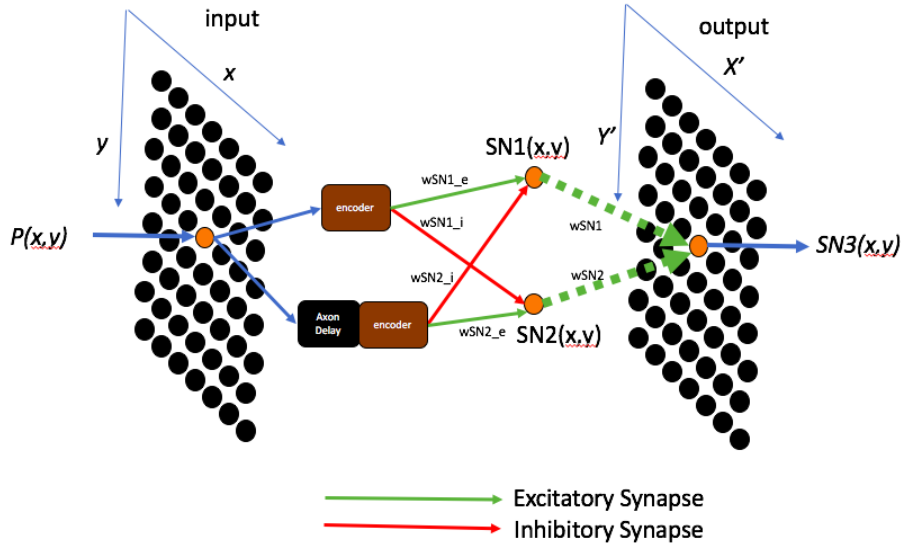 input
output
x
X'
y
Y'
SN1(x,y)
wSN1_e
encoder
wSN1_i
wSN1
P(x,y)
SN3(x,y)
wSN2_i
wSN2
Axon
Delay
encoder
wSN2_e
SN2(x,y)
Excitatory Synapse
Inhibitory Synapse